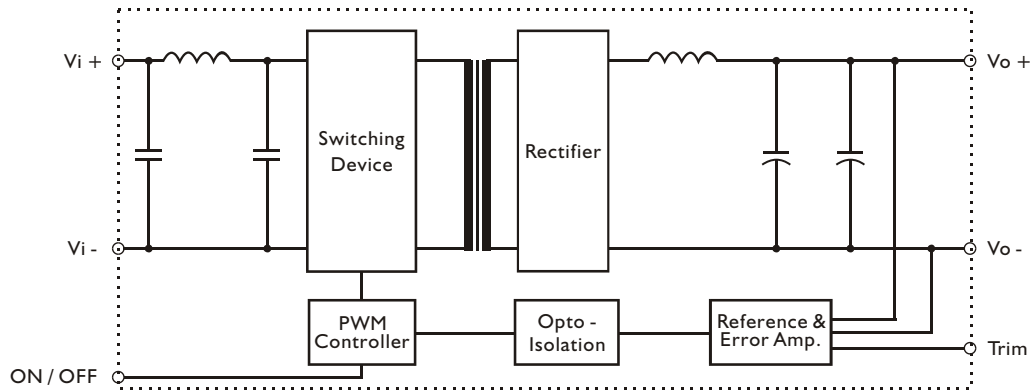 Vi +
Switching
Device
Rectifier
Vo +
Vi -
Vo -
PWM
Controller
Opto -
Isolation
Reference &
Error Amp.
Trim
ON / OFF